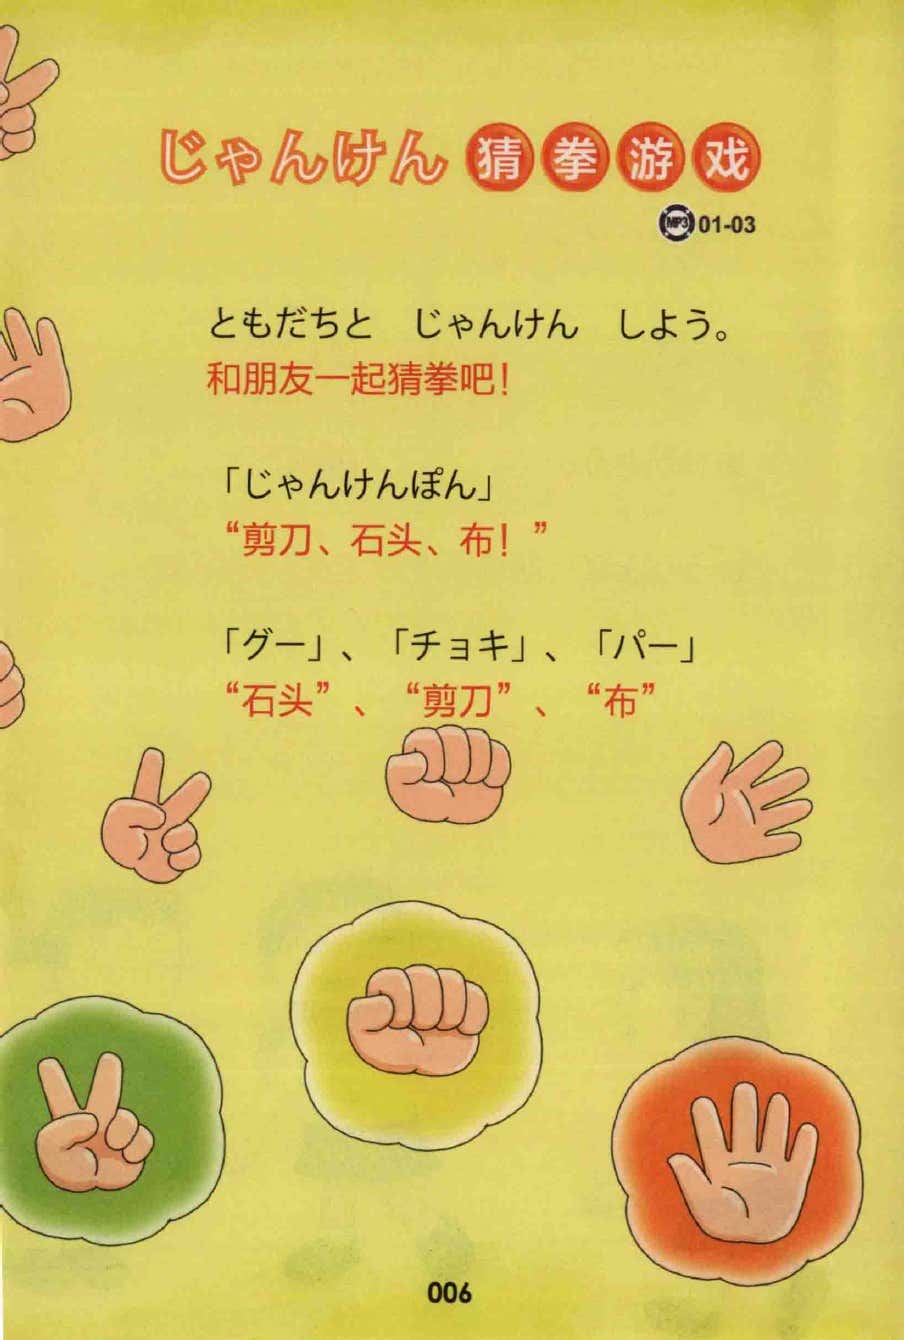 じゃんけん 猜拳游戏
MP3 01-03
ともだちと　じゃんけん　しよう。
和朋友一起猜拳吧！
「じゃんけんぽん」
“剪刀、石头、布！”
「グー」、「チョキ」、「パー」
“石头”、“剪刀”、“布”
006